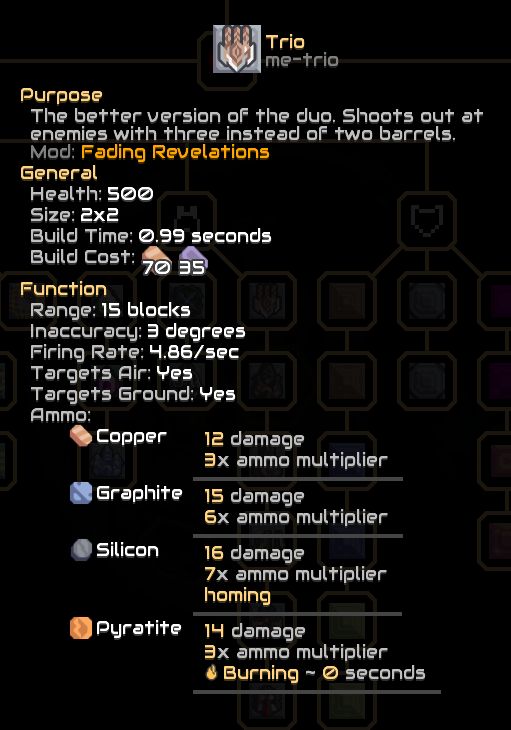 Trio
me-trio
Purpose
The better version of the duo. Shoots out at
enemies with three instead of two barrels.
Mod: Fading Revelations
General
Health: 500
Size: 2x2
Build Time: 0.99 seconds
Build Cost: 70 35
Function
Range: 15 blocks
Inaccuracy: 3 degrees
Firing Rate: 4.86/sec
Targets Air: Yes
Targets Ground: Yes
Ammo:
Copper 12 damage
3x ammo multiplier
Graphite 15 damage
6x ammo multiplier
Silicon 16 damage
7x ammo multiplier
homing
Pyratite 14 damage
3x ammo multiplier
Burning ~ 0 seconds